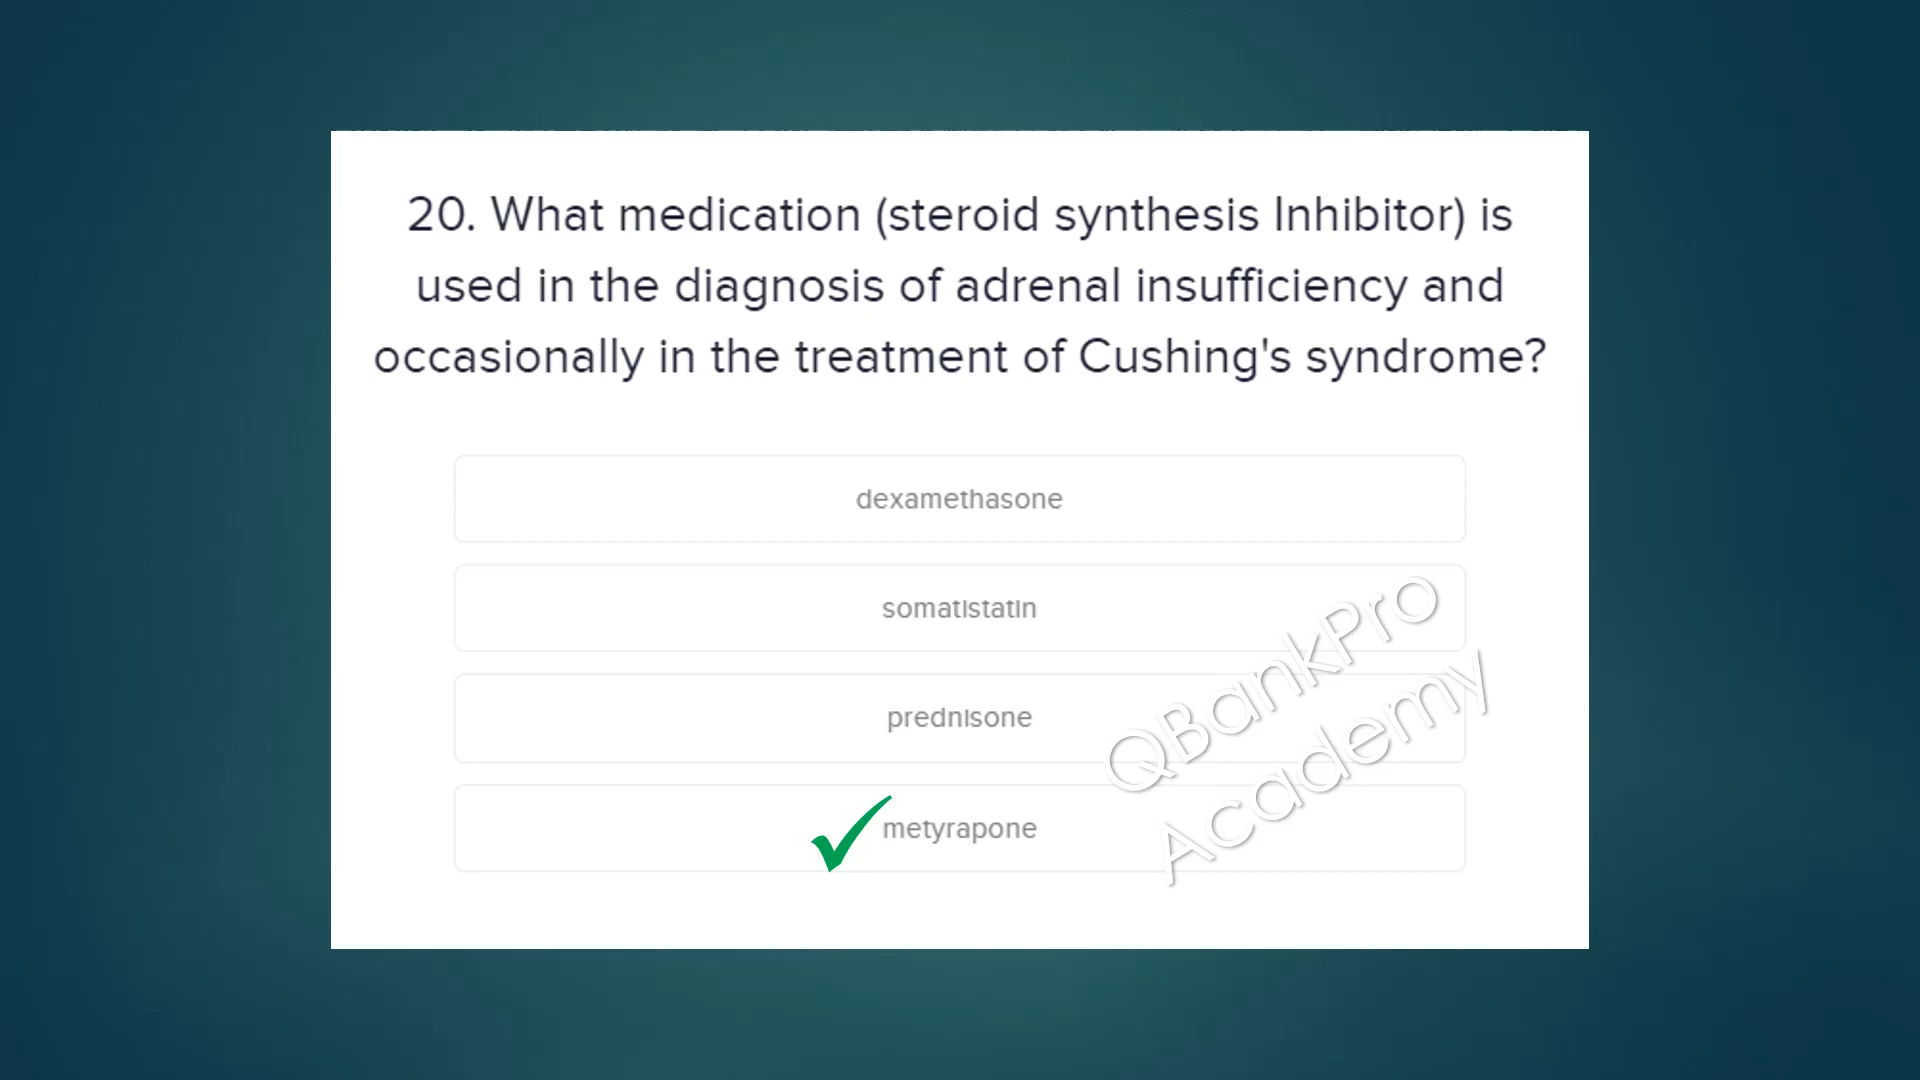 20. What medication (steroid synthesis Inhibitor) is
used in the diagnosis of adrenal insufficiency and
occasionally in the treatment of Cushing's syndrome?
dexamethasone
somatistatin
prednisone
metyrapone
QBankPro
Academy